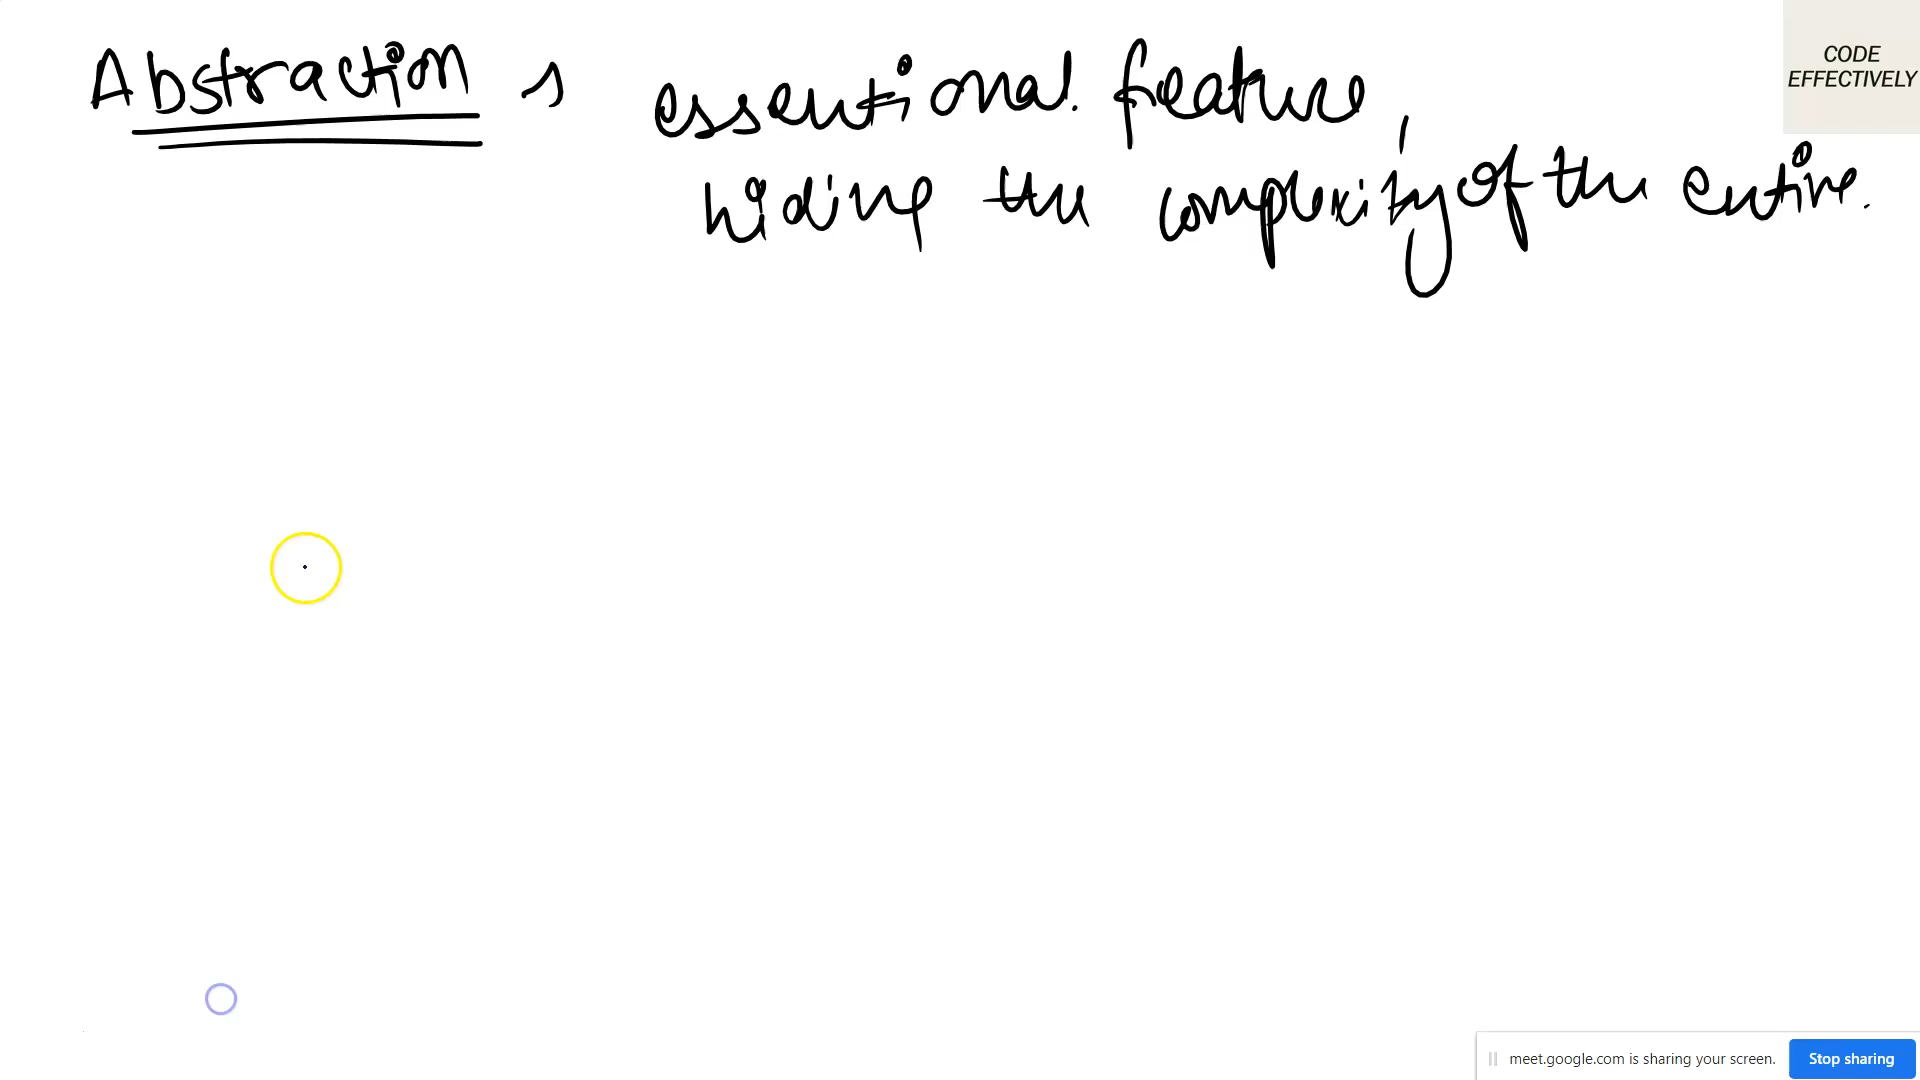 Abstraction → essentional feature,
hiding the complexity of the entire.
CODE
EFFECTIVELY
meet.google.com is sharing your screen.
Stop sharing